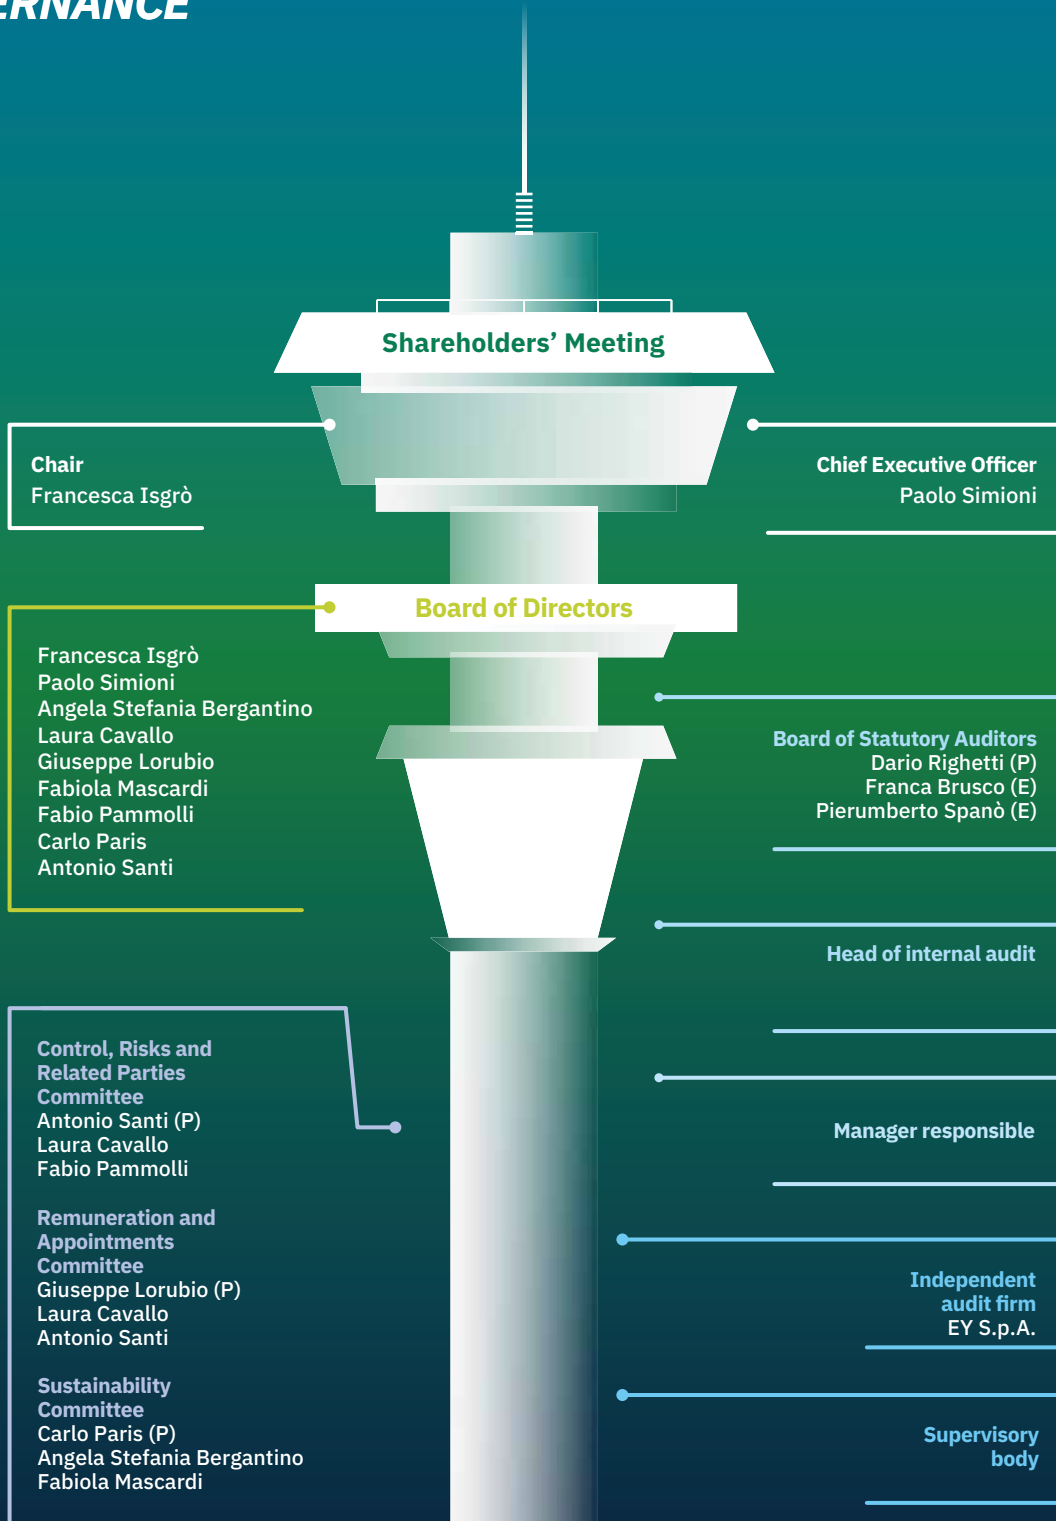 ERNANCE
Shareholders’ Meeting
Chair
Francesca Isgrò
Chief Executive Officer
Paolo Simioni
Board of Directors
Francesca Isgrò
Paolo Simioni
Angela Stefania Bergantino
Laura Cavallo
Giuseppe Lorubio
Fabiola Mascardi
Fabio Pammolli
Carlo Paris
Antonio Santi
Board of Statutory Auditors
Dario Righetti (P)
Franca Brusco (E)
Pierumberto Spanò (E)
Head of internal audit
Control, Risks and
Related Parties
Committee
Antonio Santi (P)
Laura Cavallo
Fabio Pammolli
Manager responsible
Remuneration and
Appointments
Committee
Giuseppe Lorubio (P)
Laura Cavallo
Antonio Santi
Independent
audit firm
EY S.p.A.
Sustainability
Committee
Carlo Paris (P)
Angela Stefania Bergantino
Fabiola Mascardi
Supervisory
body